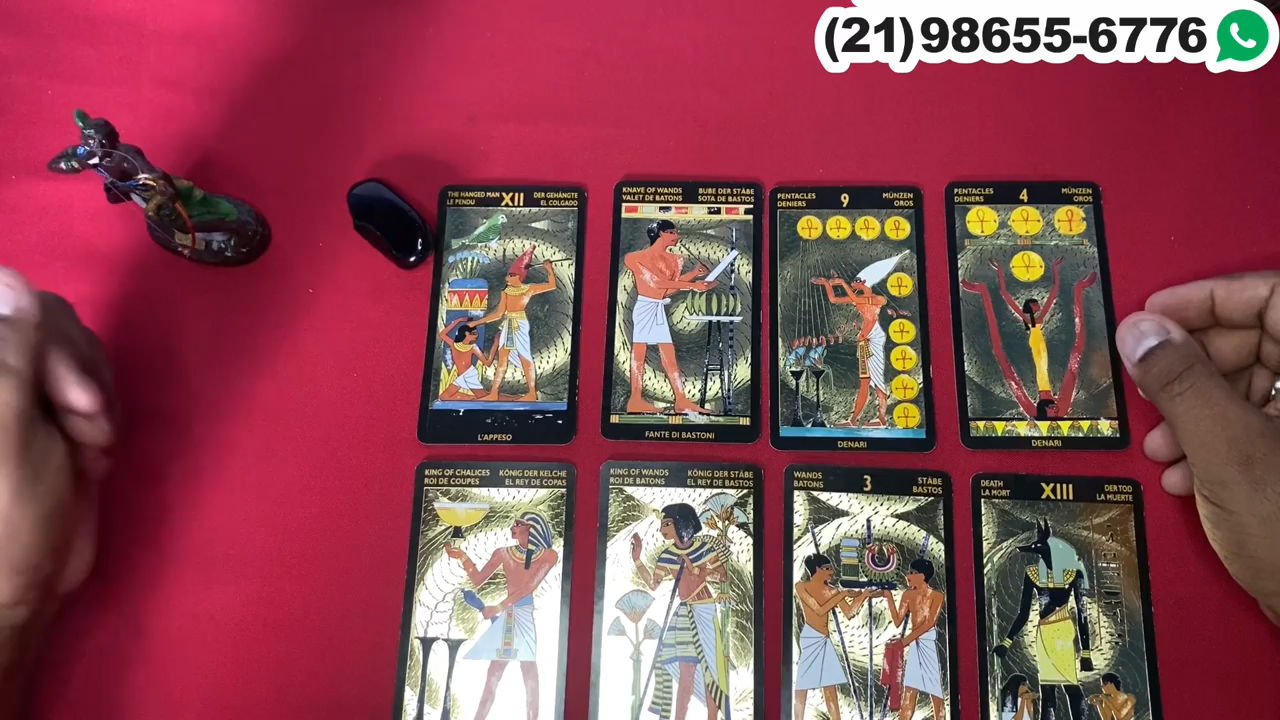 (21)98655-6776
THE HANGED MAN XII DER GEHÄNGTE
LE PENDU EL COLGADO
L'APPESO
KNAVE OF WANDS BUBE DER STÄBE
VALET DE BATONS SOTA DE BASTOS
FANTE DI BASTONI
PENTACLES 9 MÜNZEN
DENIERS OROS
DENARI
PENTACLES 4 MÜNZEN
DENIERS OROS
DENARI
KING OF CHALICES KÖNIG DER KELCHE
ROI DE COUPES EL REY DE COPAS
KING OF WANDS KÖNIG DER STÄBE
ROI DE BATONS EL REY DE BASTOS
WANDS 3 STÄBE
BATONS BASTOS
DEATH XIII DER TOD
LA MORT LA MUERTE